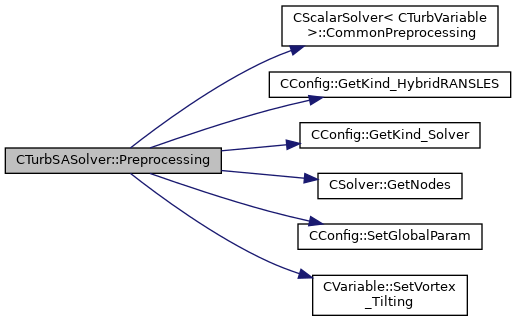 CScalarSolver< CTurbVariable
>::CommonPreprocessing
CConfig::GetKind_HybridRANSLES
CConfig::GetKind_Solver
CTurbSASolver::Preprocessing
CSolver::GetNodes
CConfig::SetGlobalParam
CVariable::SetVortex
_Tilting